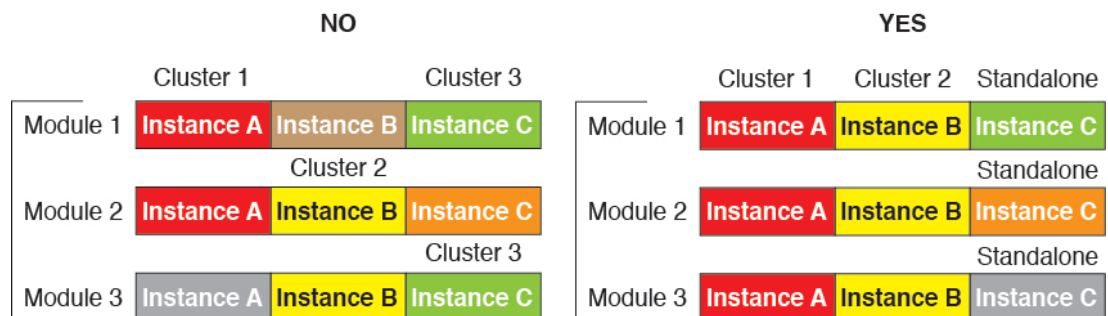 NO
Cluster 1 Cluster 3
Module 1 Instance A Instance B Instance C
Cluster 2
Module 2 Instance A Instance B Instance C
Cluster 3
Module 3 Instance A Instance B Instance C
YES
Cluster 1 Cluster 2 Standalone
Module 1 Instance A Instance B Instance C
Standalone
Module 2 Instance A Instance B Instance C
Standalone
Module 3 Instance A Instance B Instance C